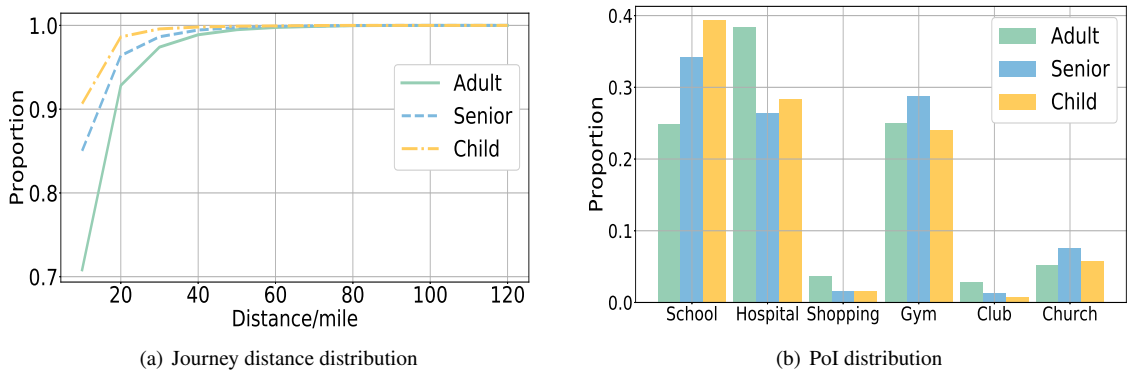 1.0
0.9
0.8
0.7
Proportion
20 40 60 80 100 120
Distance/mile
Adult
Senior
Child
(a) Journey distance distribution
0.4
0.3
0.2
0.1
0.0
Proportion
School Hospital Shopping Gym Club Church
Adult
Senior
Child
(b) PoI distribution